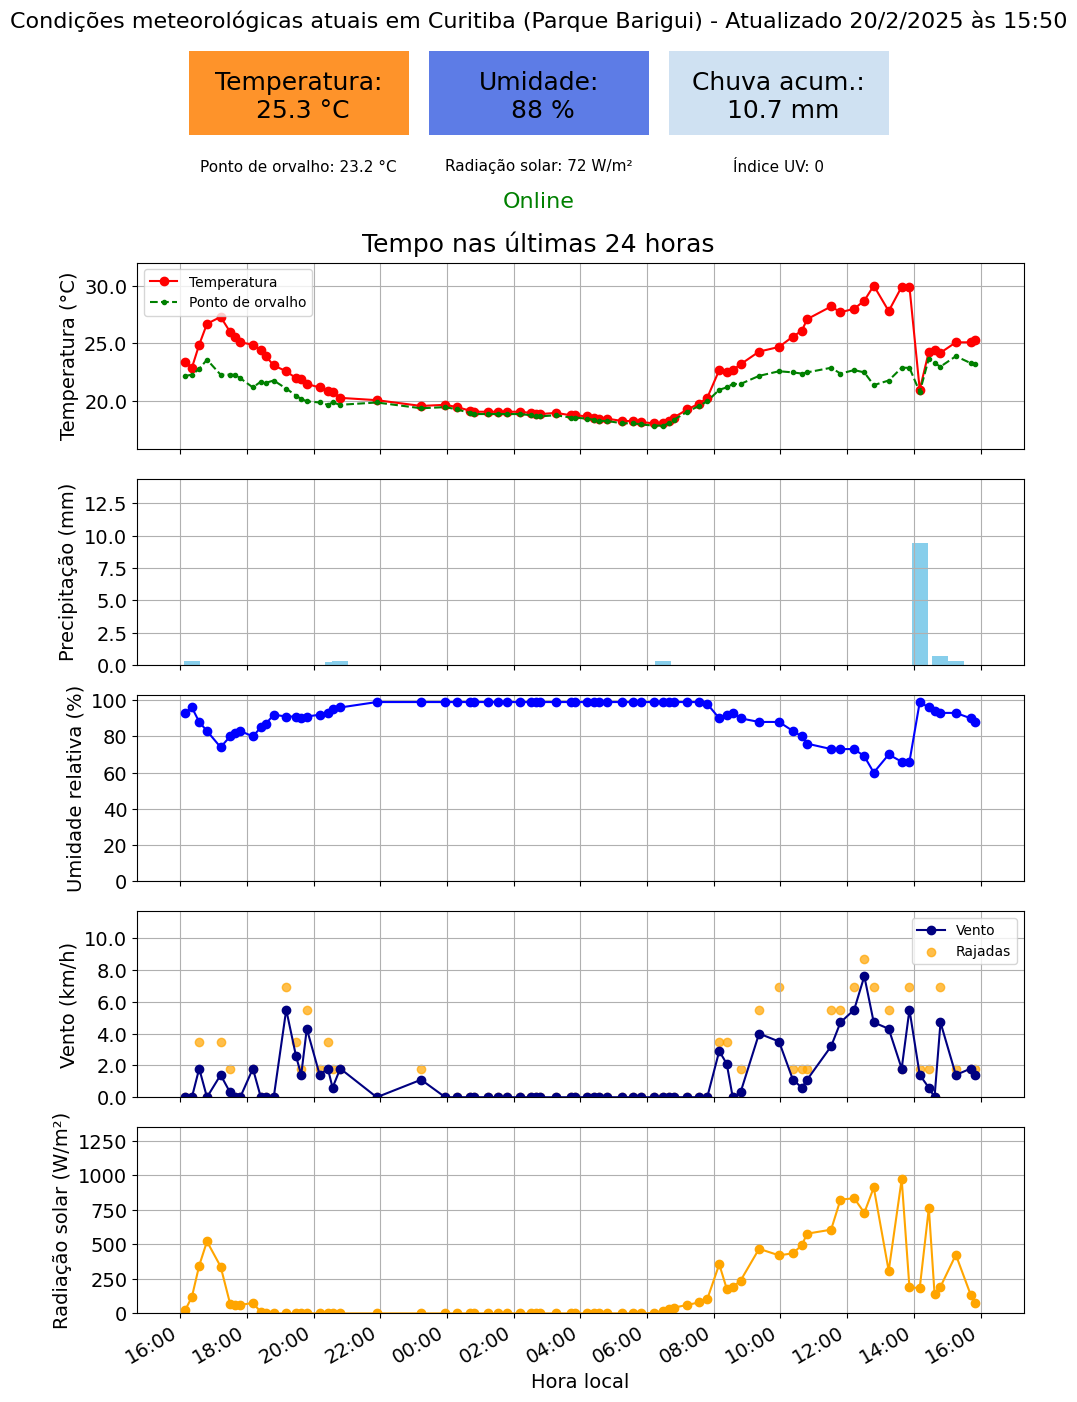 Condições meteorológicas atuais em Curitiba (Parque Barigui) - Atualizado 20/2/2025 às 15:50
Temperatura:
25.3 °C
Umidade:
88 %
Chuva acum.:
10.7 mm
Ponto de orvalho: 23.2 °C
Radiação solar: 72 W/m²
Índice UV: 0
Online
Tempo nas últimas 24 horas
Temperatura (°C)
30.0
25.0
20.0
Temperatura
Ponto de orvalho
Precipitação (mm)
12.5
10.0
7.5
5.0
2.5
0.0
Umidade relativa (%)
100
80
60
40
20
0
Vento (km/h)
10.0
8.0
6.0
4.0
2.0
0.0
Vento
Rajadas
Radiação solar (W/m²)
1250
1000
750
500
250
0
16:00
18:00
20:00
22:00
00:00
02:00
04:00
06:00
08:00
10:00
12:00
14:00
16:00
Hora local